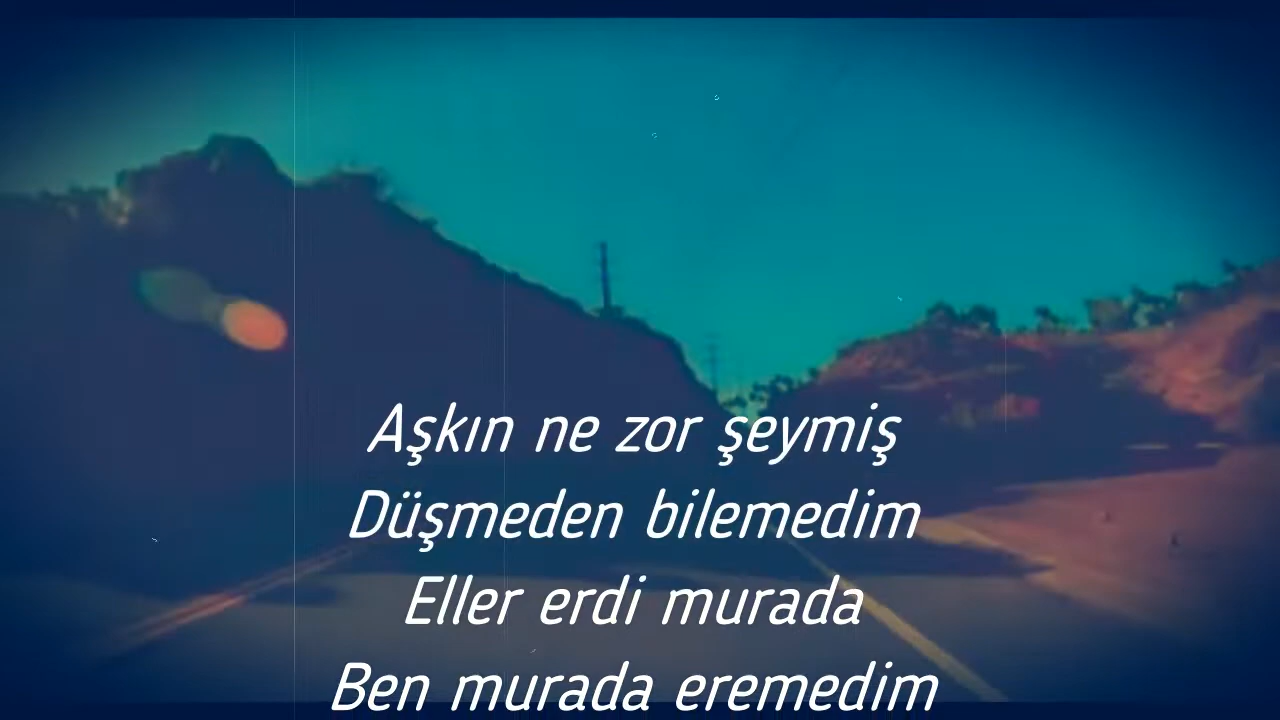 Aşkın ne zor şeymiş
Düşmeden bilemedim
Eller erdi murada
Ben murada eremedim